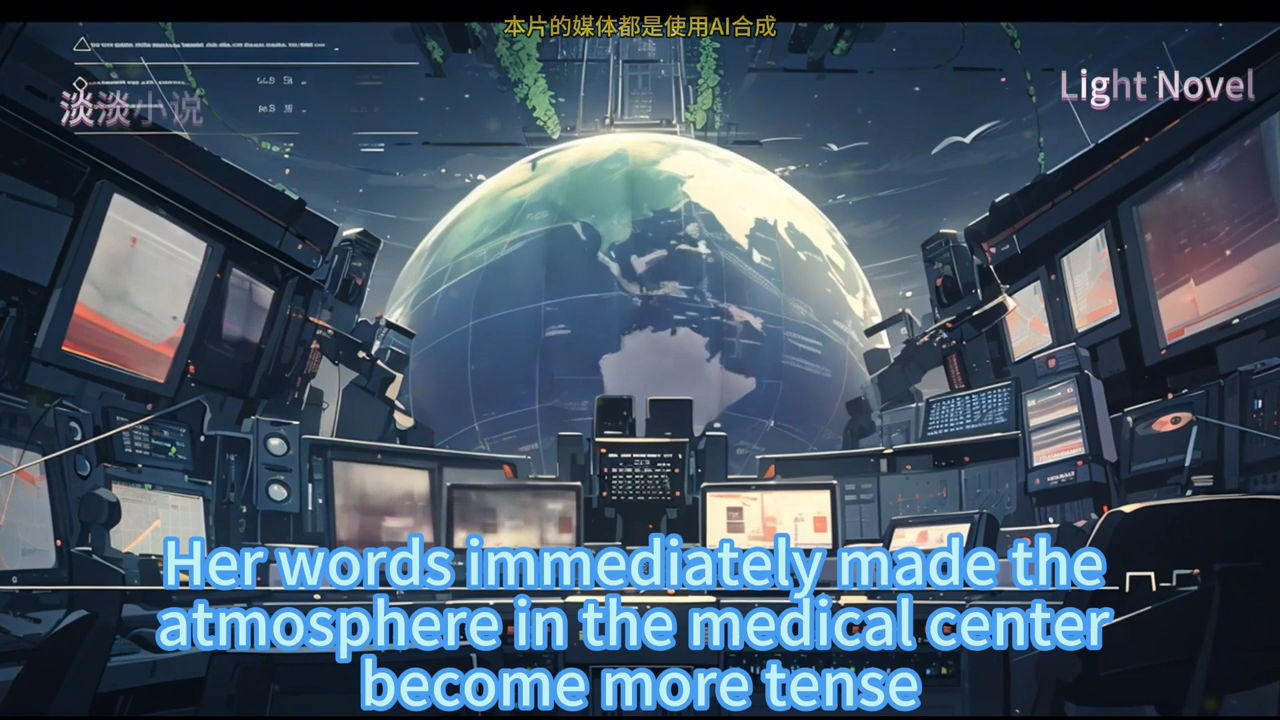 本片的媒体都是使用AI合成
淡淡小说
Light Novel
Her words immediately made the
atmosphere in the medical center
become more tense